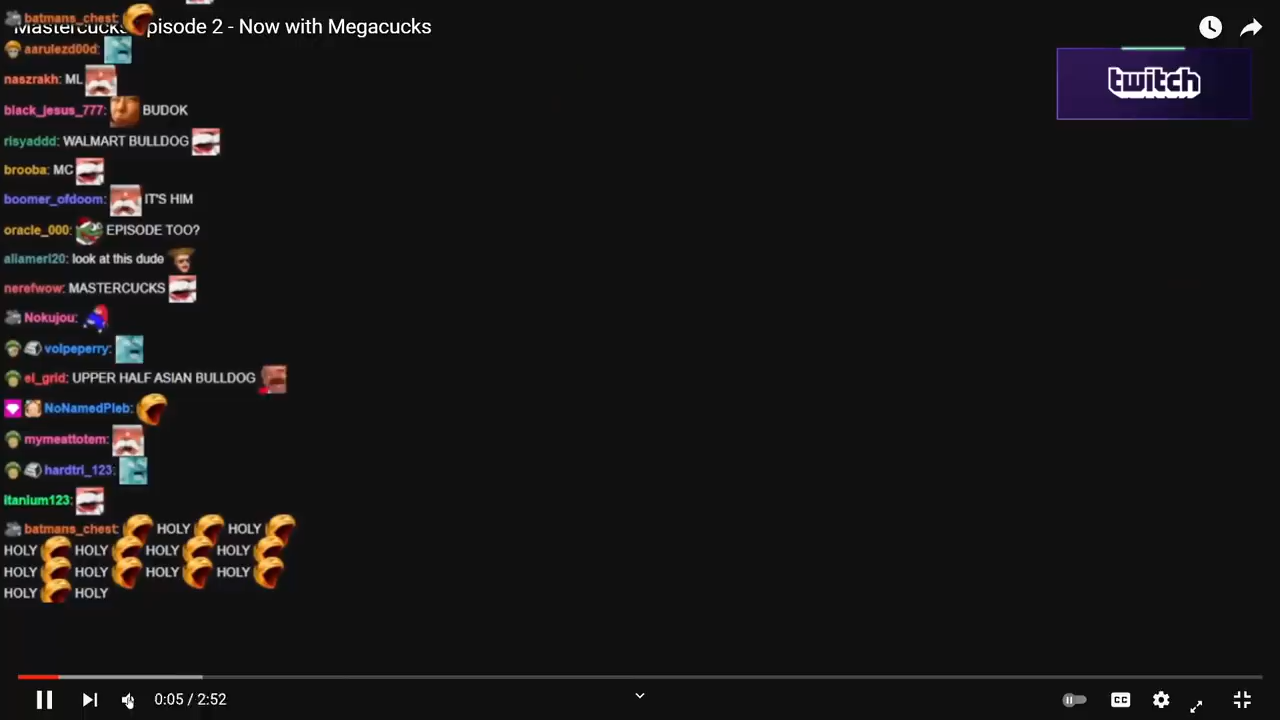 batmans_chest:
Mastercucks Episode 2 - Now with Megacucks
aarulezd00d:
twitch
naszrakh: ML
black_jesus_777: BUDOK
risyaddd: WALMART BULLDOG
brooba: MC
boomer_ofdoom: IT'S HIM
oracle_000: EPISODE TOO?
aliameri20: look at this dude
nerefwow: MASTERCUCKS
Nokujou:
volpeperry:
el_grid: UPPER HALF ASIAN BULLDOG
NoNamedPleb:
mymeattotem:
hardtri_123:
itanium123:
batmans_chest: HOLY HOLY
HOLY HOLY HOLY HOLY
HOLY HOLY HOLY HOLY
HOLY HOLY
0:05 / 2:52
CC